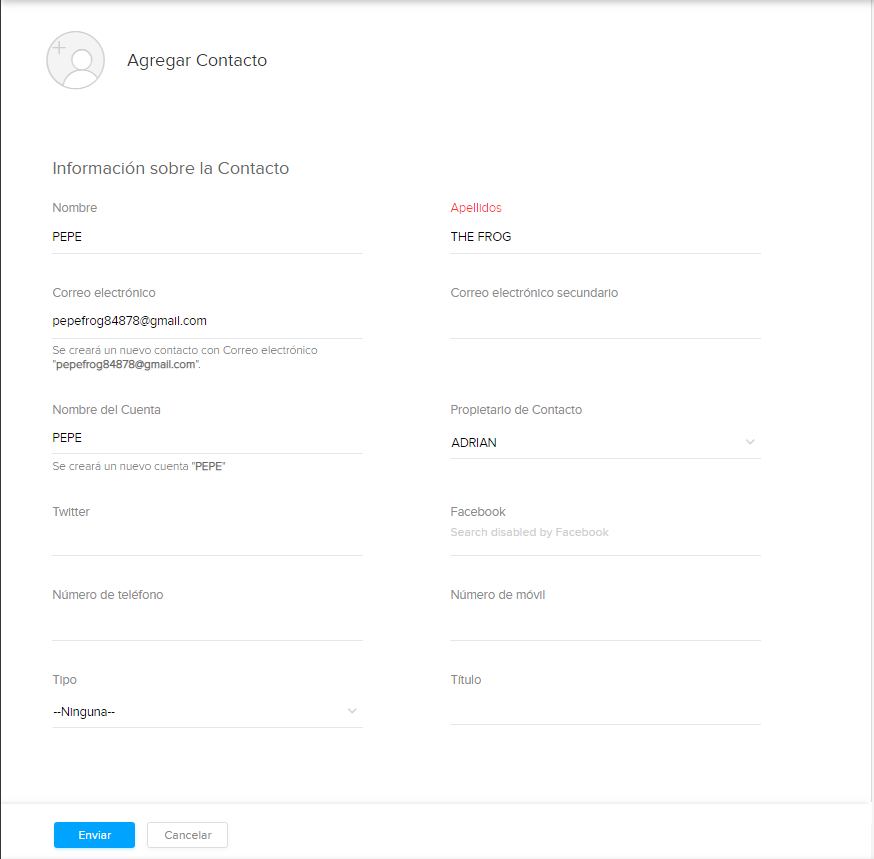 Agregar Contacto
Información sobre la Contacto
Nombre
Apellidos
PEPE
THE FROG
Correo electrónico
Correo electrónico secundario
pepefrog84878@gmail.com
Se creará un nuevo contacto con Correo electrónico
"pepefrog84878@gmail.com".
Nombre del Cuenta
Propietario de Contacto
PEPE
ADRIAN
Se creará un nuevo cuenta "PEPE"
Twitter
Facebook
Search disabled by Facebook
Número de teléfono
Número de móvil
Tipo
Título
--Ninguna--
Enviar
Cancelar